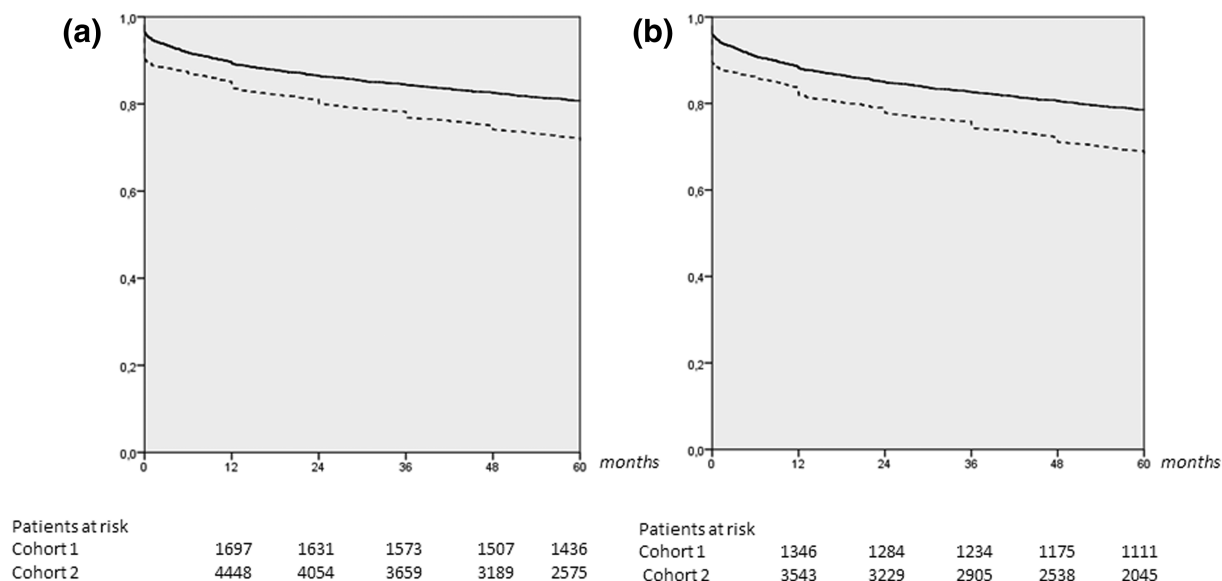 (a)
1,0
0,8
0,6
0,4
0,2
0,0
0 12 24 36 48 60 months
Patients at risk
Cohort 1 1697 1631 1573 1507 1436
Cohort 2 4448 4054 3659 3189 2575
(b)
1,0
0,8
0,6
0,4
0,2
0,0
0 12 24 36 48 60 months
Patients at risk
Cohort 1 1346 1284 1234 1175 1111
Cohort 2 3543 3229 2905 2538 2045